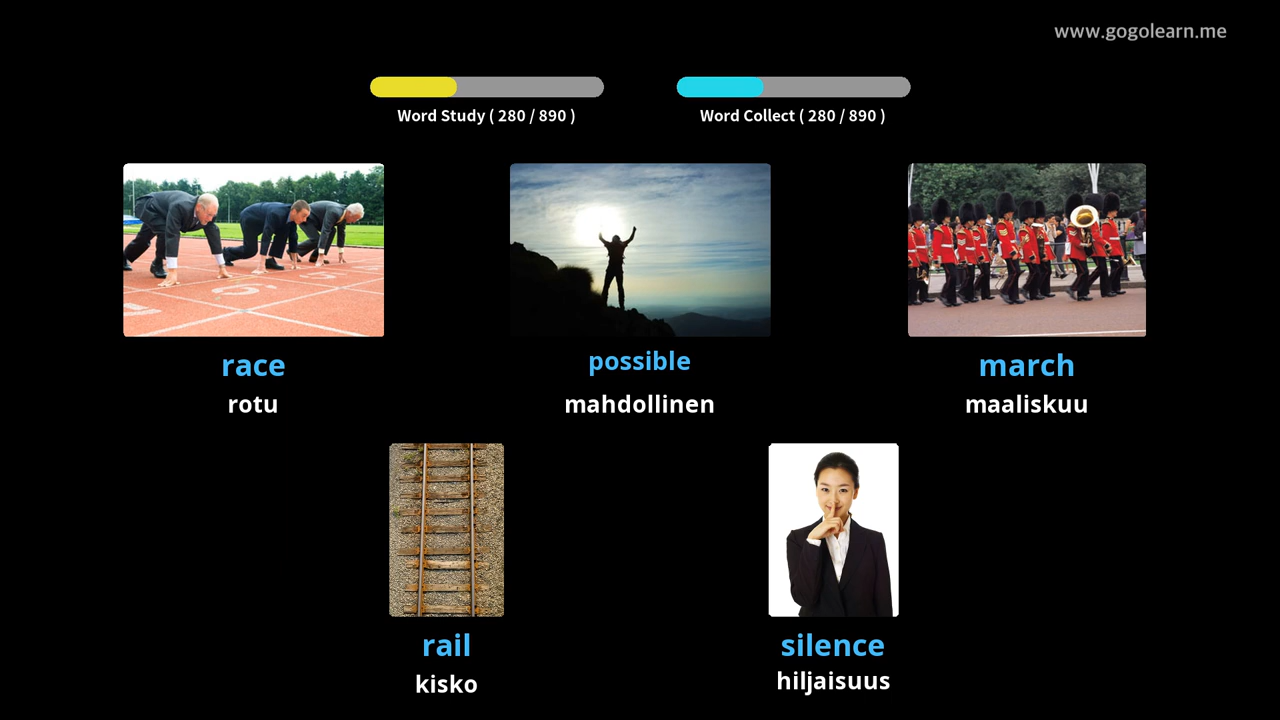 www.gogolearn.me
Word Study ( 280 / 890 )
Word Collect ( 280 / 890 )
race
rotu
possible
mahdollinen
march
maaliskuu
rail
kisko
silence
hiljaisuus